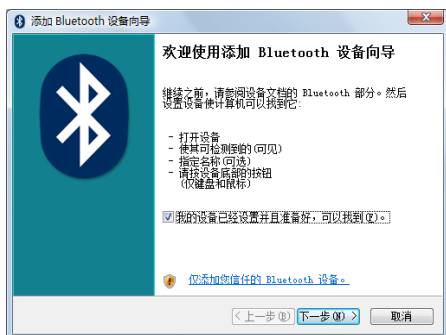 添加 Bluetooth 设备向导
欢迎使用添加 Bluetooth 设备向导
继续之前，请参阅设备文档的 Bluetooth 部分。然后
设置设备使计算机可以找到它:
- 打开设备
- 使其可检测到的(可见)
- 指定名称(可选)
- 请按设备底部的按钮
(仅键盘和鼠标)
我的设备已经设置并且准备好，可以找到(E)。
仅添加您信任的 Bluetooth 设备。
< 上一步(B) 下一步(N) > 取消